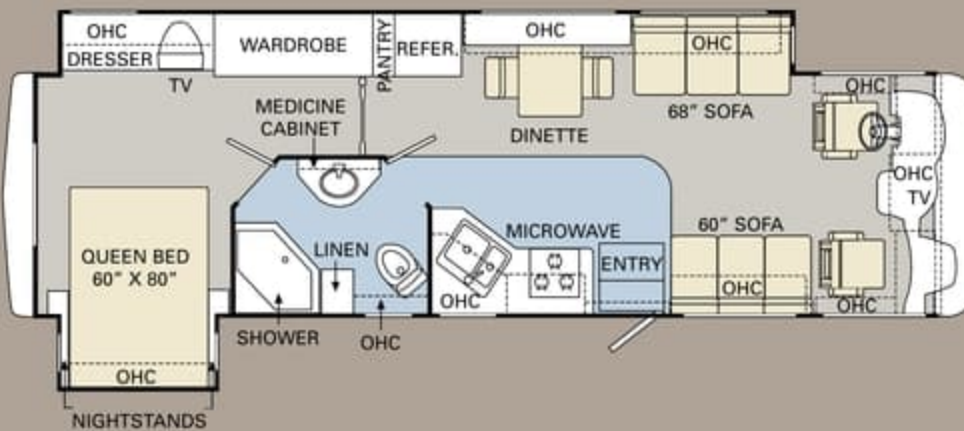 OHC
DRESSER
TV
WARDROBE
PANTRY
REFER.
OHC
OHC
MEDICINE
CABINET
DINETTE
68" SOFA
OHC
OHC
TV
QUEEN BED
60" X 80"
LINEN
MICROWAVE
ENTRY
60" SOFA
OHC
OHC
OHC
SHOWER
OHC
OHC
NIGHTSTANDS